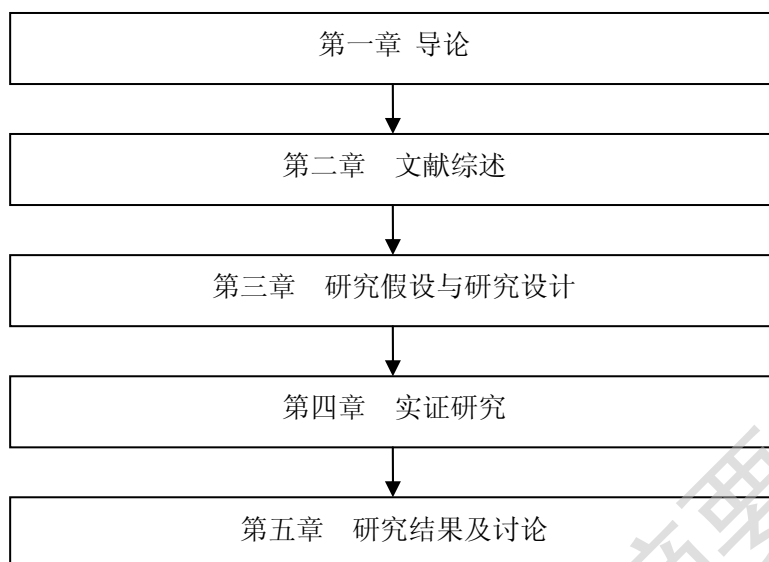 第一章 导论
第二章 文献综述
第三章 研究假设与研究设计
第四章 实证研究
第五章 研究结果及讨论
要